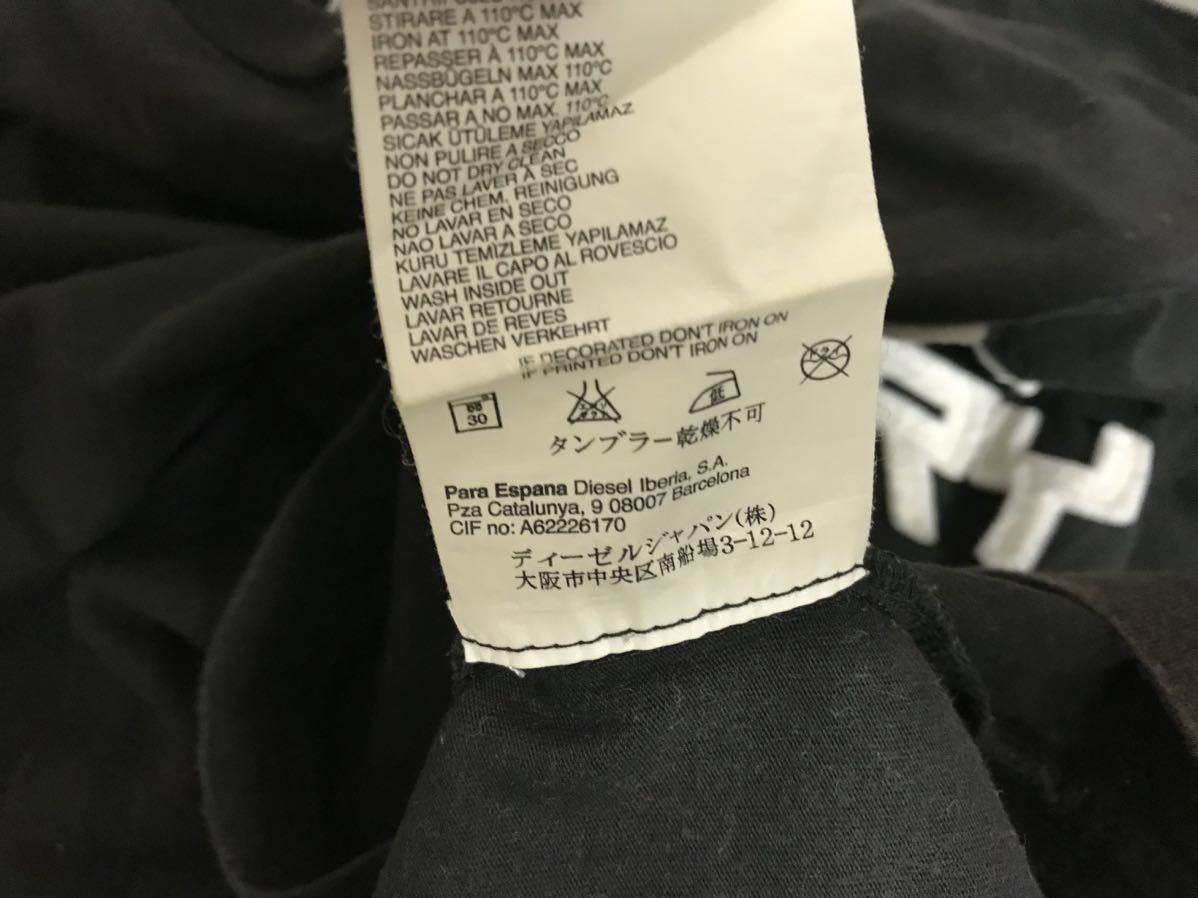 STIRARE A 110°C MAX
IRON AT 110°C MAX
REPASSER À 110°C MAX
NASSBÜGELN MAX 110°C
PLANCHAR A 110°C MAX
PASSAR A NO MAX. 110°C
SICAK ÜTÜLEME YAPILAMAZ
NON PULIRE A SECCO
DO NOT DRY CLEAN
NE PAS LAVER À SEC
KEINE CHEM, REINIGUNG
NO LAVAR EN SECO
NAO LAVAR A SECO
KURU TEMIZLEME YAPILAMAZ
LAVARE IL CAPO AL ROVESCIO
WASH INSIDE OUT
LAVAR RETOURNE
LAVAR DE REVES
WASCHEN VERKEHRT
IF DECORATED DON'T IRON ON
IF PRINTED DON'T IRON ON
30
低
タンブラー乾燥不可
Para Espana Diesel Iberia, S.A.
Pza Catalunya, 9 08007 Barcelona
CIF no: A62226170
ディーゼルジャパン(株)
大阪市中央区南船場3-12-12